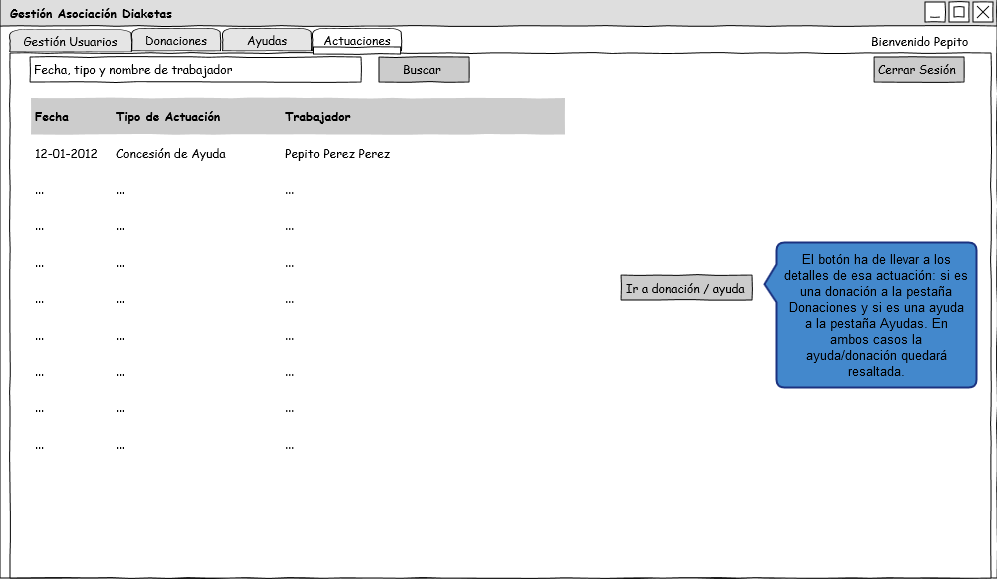 Gestión Asociación Diaketas
Gestión Usuarios Donaciones Ayudas Actuaciones Bienvenido Pepito
Fecha, tipo y nombre de trabajador Buscar Cerrar Sesión
Fecha Tipo de Actuación Trabajador
12-01-2012 Concesión de Ayuda Pepito Perez Perez
... ... ...
... ... ...
... ... ...
... ... ...
... ... ...
... ... ...
... ... ...
... ... ...
Ir a donación / ayuda
El botón ha de llevar a los
detalles de esa actuación: si es
una donación a la pestaña
Donaciones y si es una ayuda
a la pestaña Ayudas. En
ambos casos la
ayuda/donación quedará
resaltada.